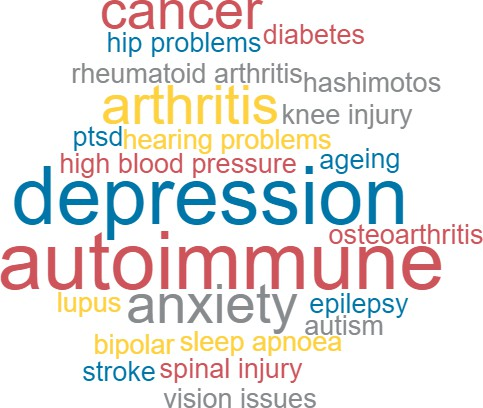 cancer
hip problems diabetes
rheumatoid arthritis hashimotos
arthritis knee injury
ptsd hearing problems
high blood pressure ageing
depression
osteoarthritis
autoimmune
lupus anxiety epilepsy
autism
bipolar sleep apnoea
stroke spinal injury
vision issues